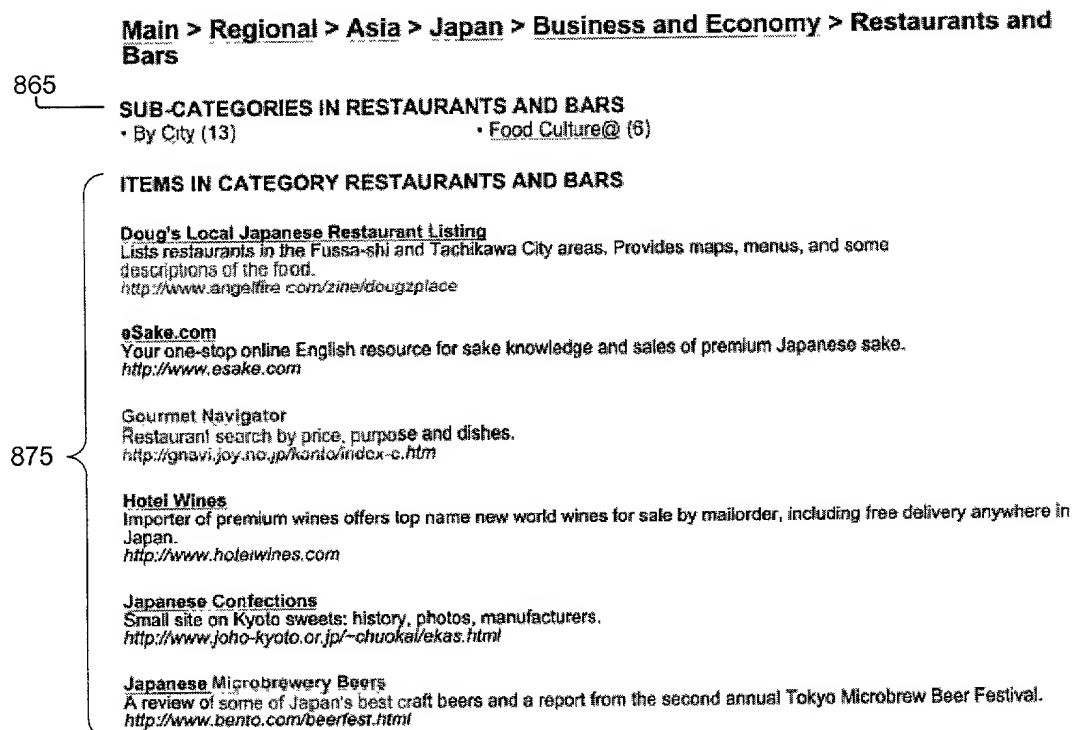 Main > Regional > Asia > Japan > Business and Economy > Restaurants and
Bars
865
SUB-CATEGORIES IN RESTAURANTS AND BARS
• By City (13) • Food Culture@ (6)
ITEMS IN CATEGORY RESTAURANTS AND BARS
Doug's Local Japanese Restaurant Listing
Lists restaurants in the Fussa-shi and Tachikawa City areas. Provides maps, menus, and some
descriptions of the food.
http://www.angelfire.com/zine/dougzplace
eSake.com
Your one-stop online English resource for sake knowledge and sales of premium Japanese sake.
http://www.esake.com
Gourmet Navigator
Restaurant search by price, purpose and dishes.
http://gnavi.joy.no.jp/kanto/index-c.htm
875
Hotei Wines
Importer of premium wines offers top name new world wines for sale by mailorder, including free delivery anywhere in
Japan.
http://www.hoteiwines.com
Japanese Confections
Small site on Kyoto sweets: history, photos, manufacturers.
http://www.joho-kyoto.or.jp/~chuokai/ekas.html
Japanese Microbrewery Beers
A review of some of Japan's best craft beers and a report from the second annual Tokyo Microbrew Beer Festival.
http://www.bento.com/beerfest.html